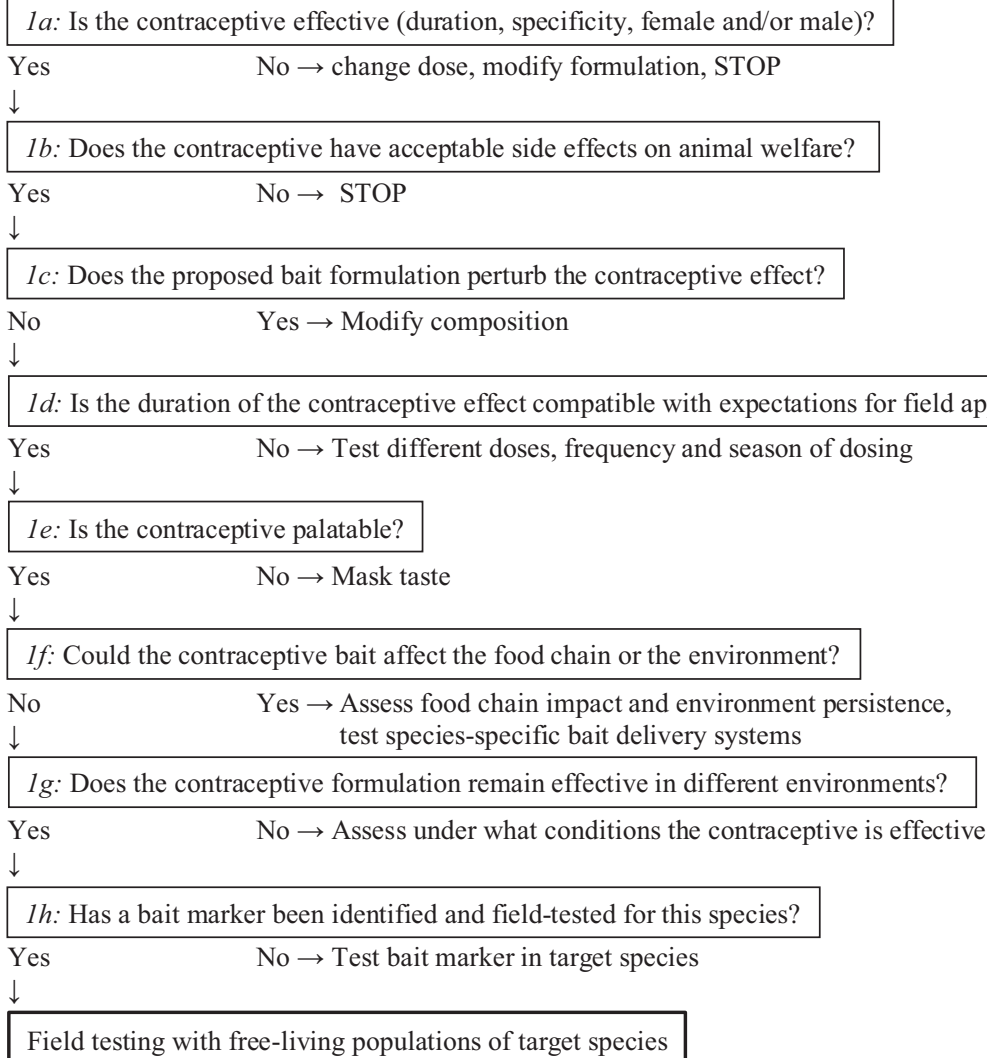 1a: Is the contraceptive effective (duration, specificity, female and/or male)?
Yes No → change dose, modify formulation, STOP
↓
1b: Does the contraceptive have acceptable side effects on animal welfare?
Yes No → STOP
↓
1c: Does the proposed bait formulation perturb the contraceptive effect?
No Yes → Modify composition
↓
1d: Is the duration of the contraceptive effect compatible with expectations for field
Yes No → Test different doses, frequency and season of dosing
↓
1e: Is the contraceptive palatable?
Yes No → Mask taste
↓
1f: Could the contraceptive bait affect the food chain or the environment?
No Yes → Assess food chain impact and environment persistence,
↓ test species-specific bait delivery systems
1g: Does the contraceptive formulation remain effective in different environments?
Yes No → Assess under what conditions the contraceptive is effective
↓
1h: Has a bait marker been identified and field-tested for this species?
Yes No → Test bait marker in target species
↓
Field testing with free-living populations of target species